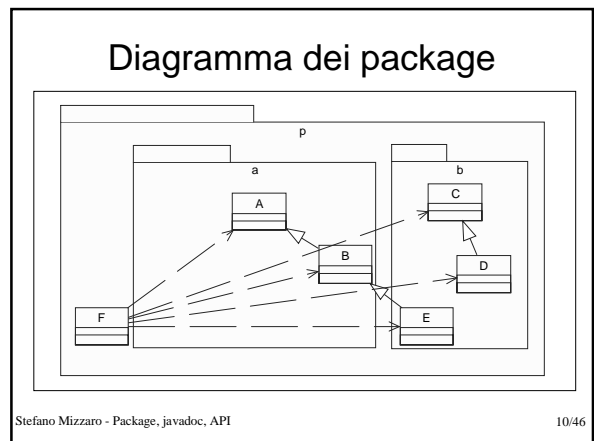 Diagramma dei package
p
a
b
A
C
B
D
F
E
Stefano Mizzaro - Package, javadoc, API
10/46